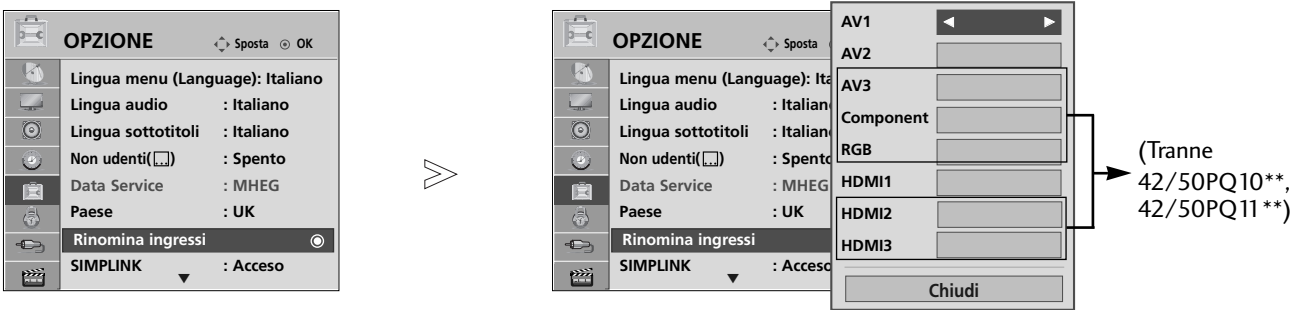 OPZIONE
Sposta OK
Lingua menu (Language): Italiano
Lingua audio : Italiano
Lingua sottotitoli : Italiano
Non udenti( ) : Spento
Data Service : MHEG
Paese : UK
Rinomina ingressi
SIMPLINK : Acceso
OPZIONE
Sposta
Lingua menu (Language): Ita
Lingua audio : Italian
Lingua sottotitoli : Italian
Non udenti( ) : Spento
Data Service : MHEG
Paese : UK
Rinomina ingressi
SIMPLINK : Acceso
AV1
AV2
AV3
Component
RGB
HDMI1
HDMI2
HDMI3
Chiudi
(Tranne
42/50PQ10**,
42/50PQ11**)